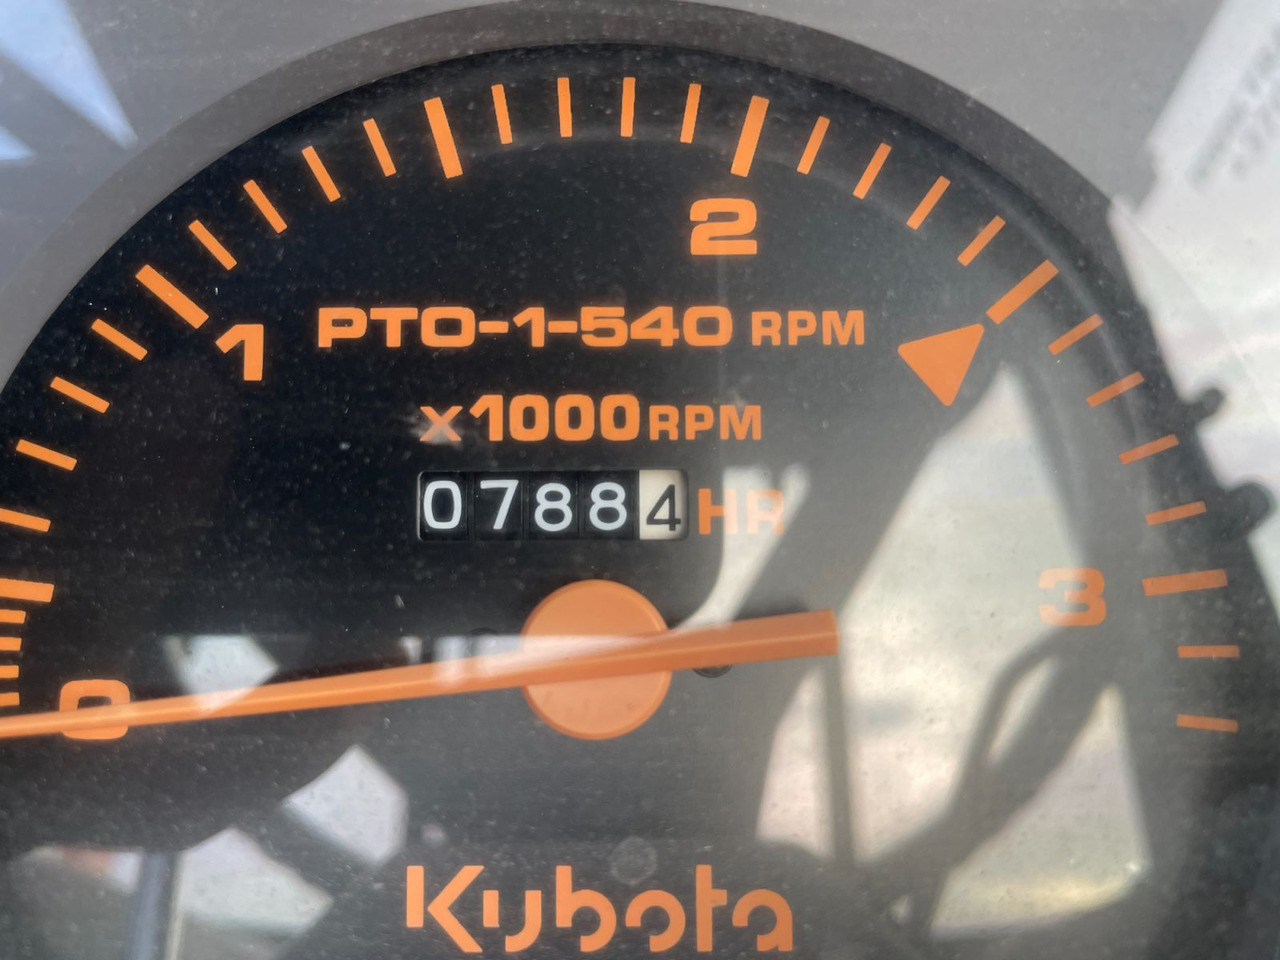 2
1
PTO-1-540 RPM
x1000RPM
07884 HR
3
0
Kubota